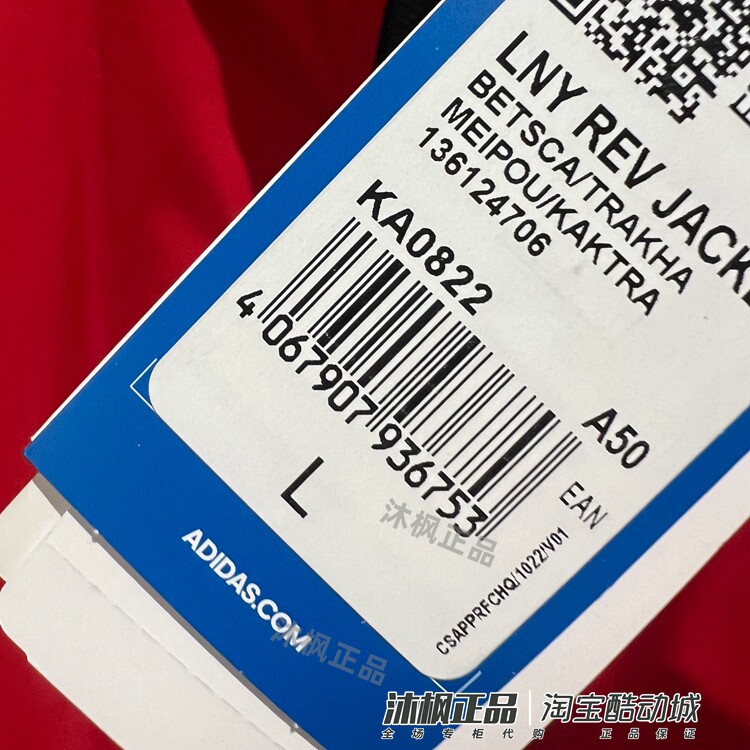 LNY REV JACKE
BETSCA/TRAKHA
MEIPOU/KAKTRA
136124706
KA0822
4 067907 936753
A50
EAN
L
CSAPPRFCHQ/1022/V01
ADIDAS.COM
沐枫正品
沐枫正品
沐枫正品 淘宝酷动城
全场专柜代购 正品保证